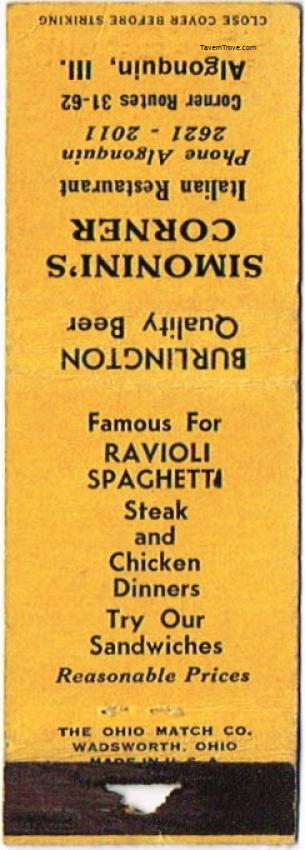 CLOSE COVER BEFORE STRIKING
TavernTrove.com
BURLINGTON
Quality Beer
SIMONINI'S
CORNER
Italian Restaurant
Phone Algonquin
2621 - 2011
Corner Routes 31-62
Algonquin, Ill.
Famous For
RAVIOLI
SPAGHETTI
Steak
and
Chicken
Dinners
Try Our
Sandwiches
Reasonable Prices
THE OHIO MATCH CO.
WADSWORTH, OHIO
MADE IN U.S.A.